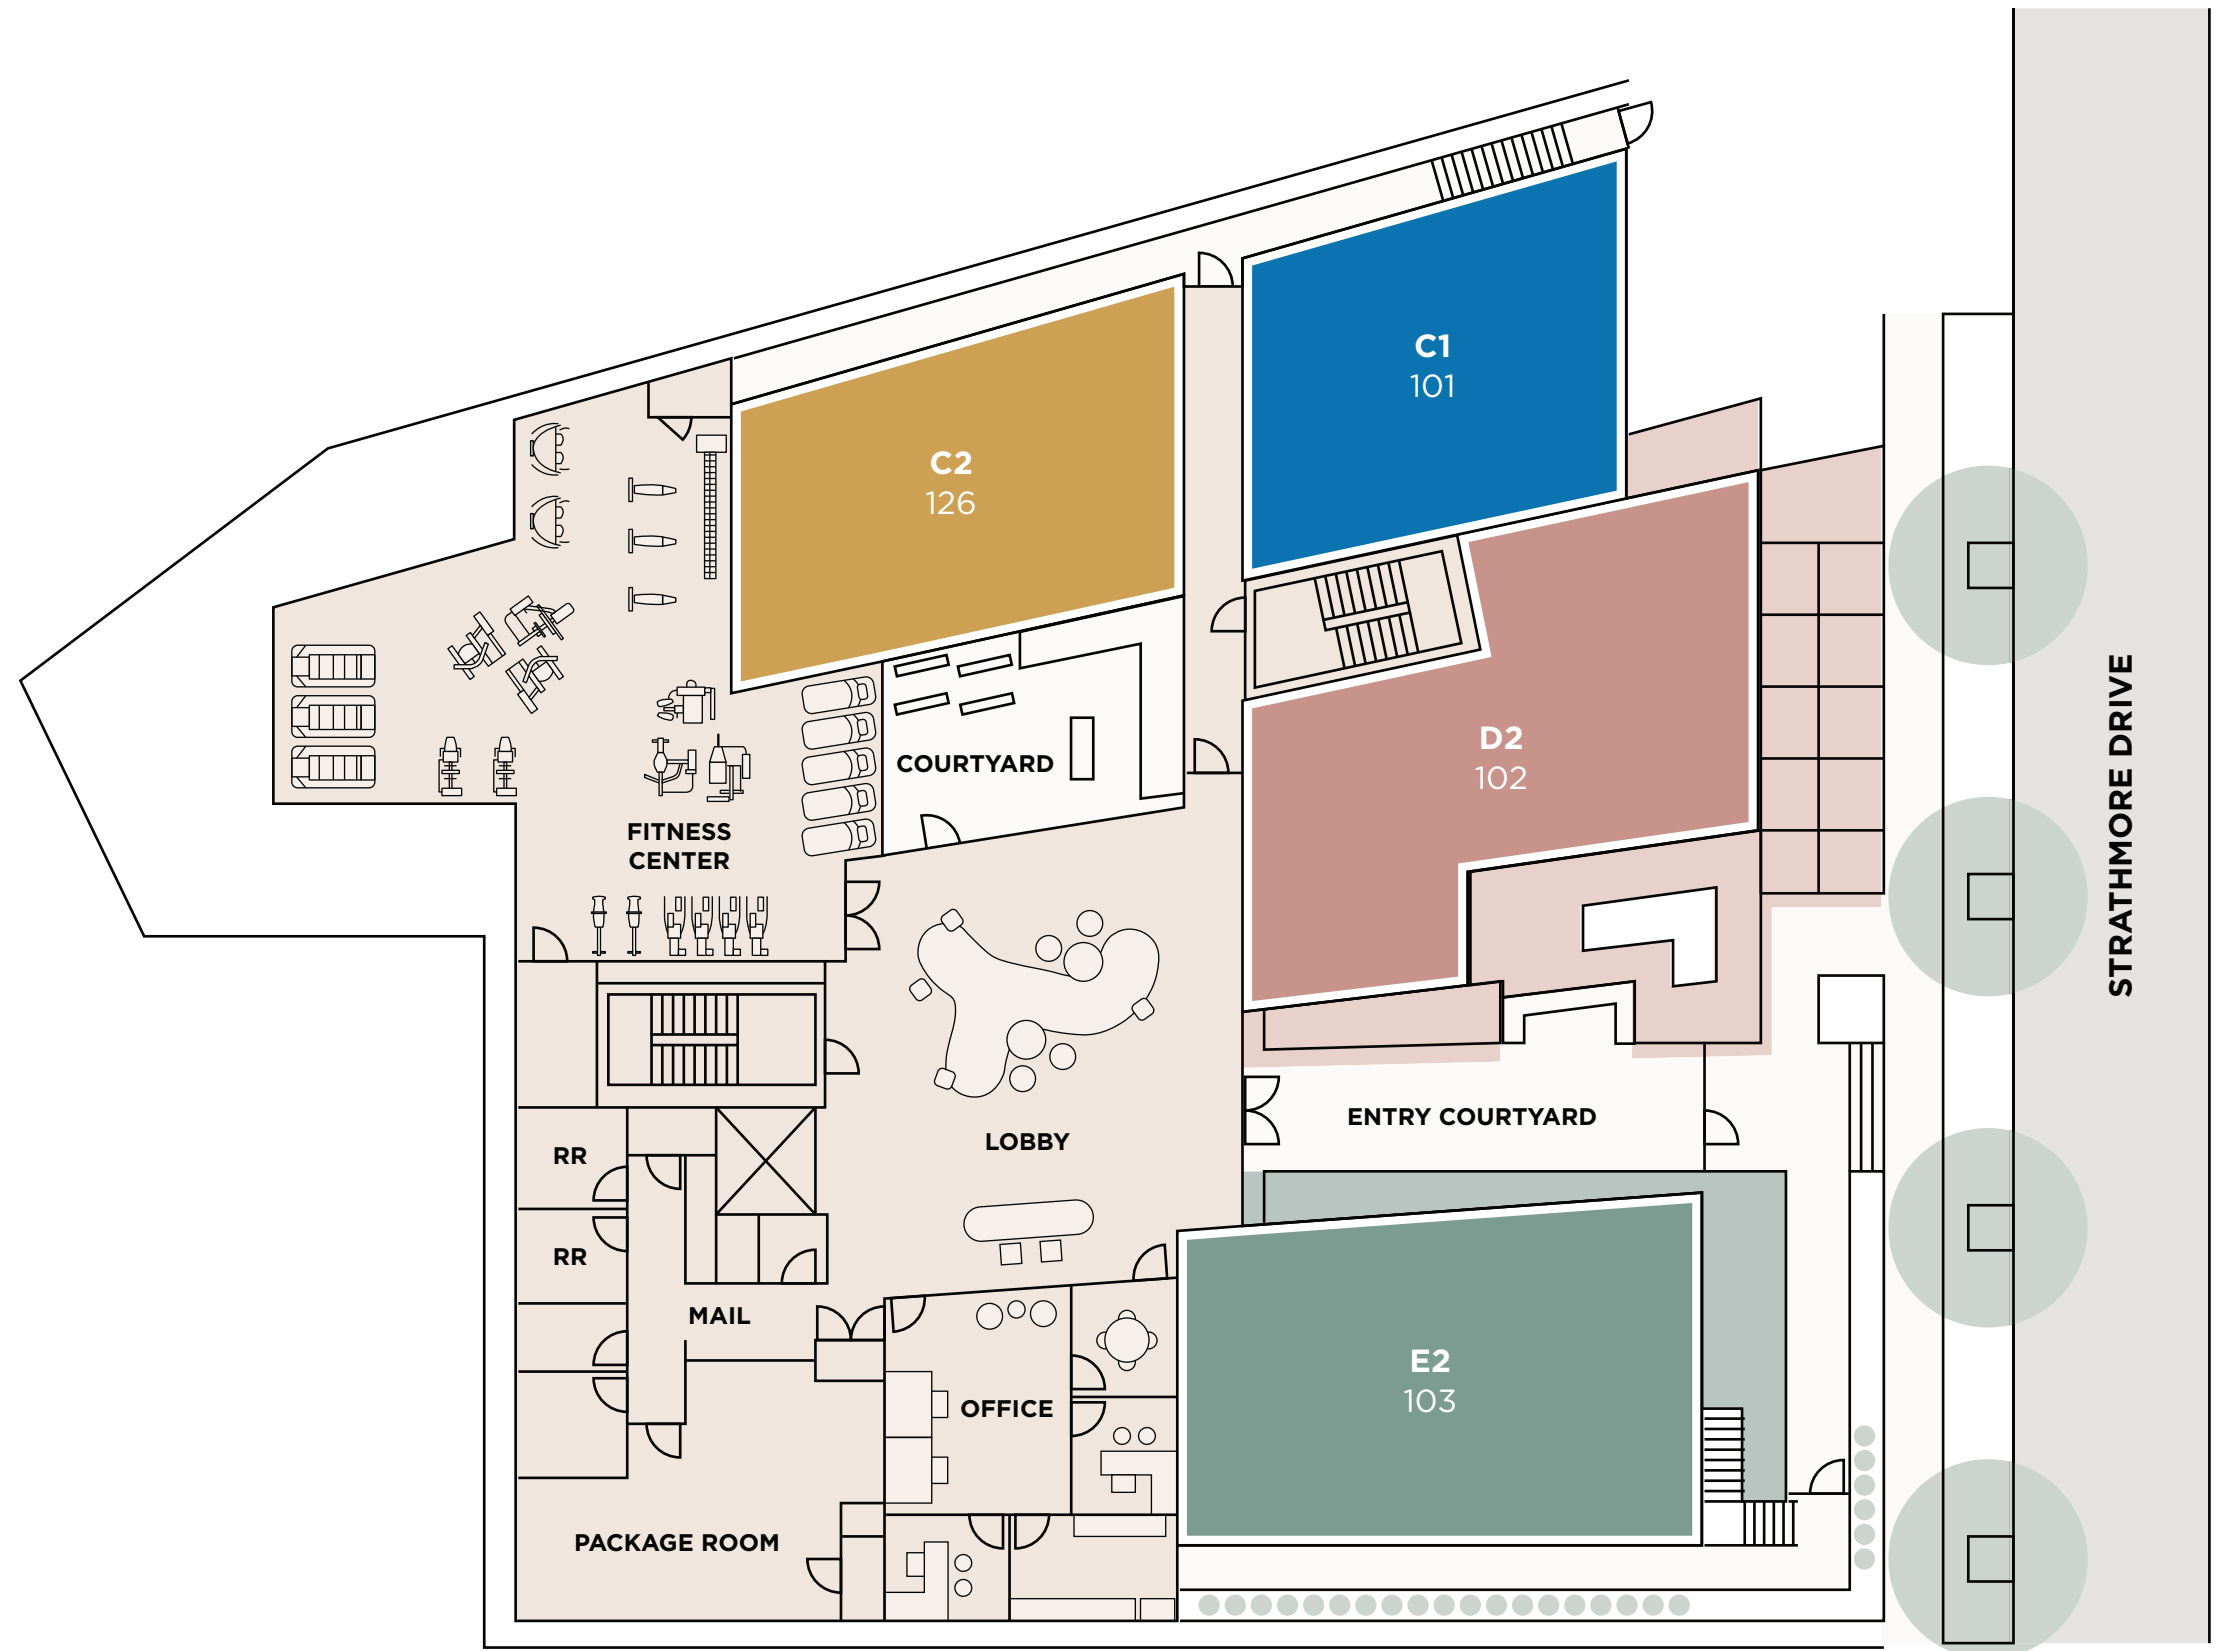 C1
101
C2
126
D2
102
COURTYARD
FITNESS
CENTER
STRATHMORE DRIVE
ENTRY COURTYARD
LOBBY
RR
RR
MAIL
E2
103
OFFICE
PACKAGE ROOM